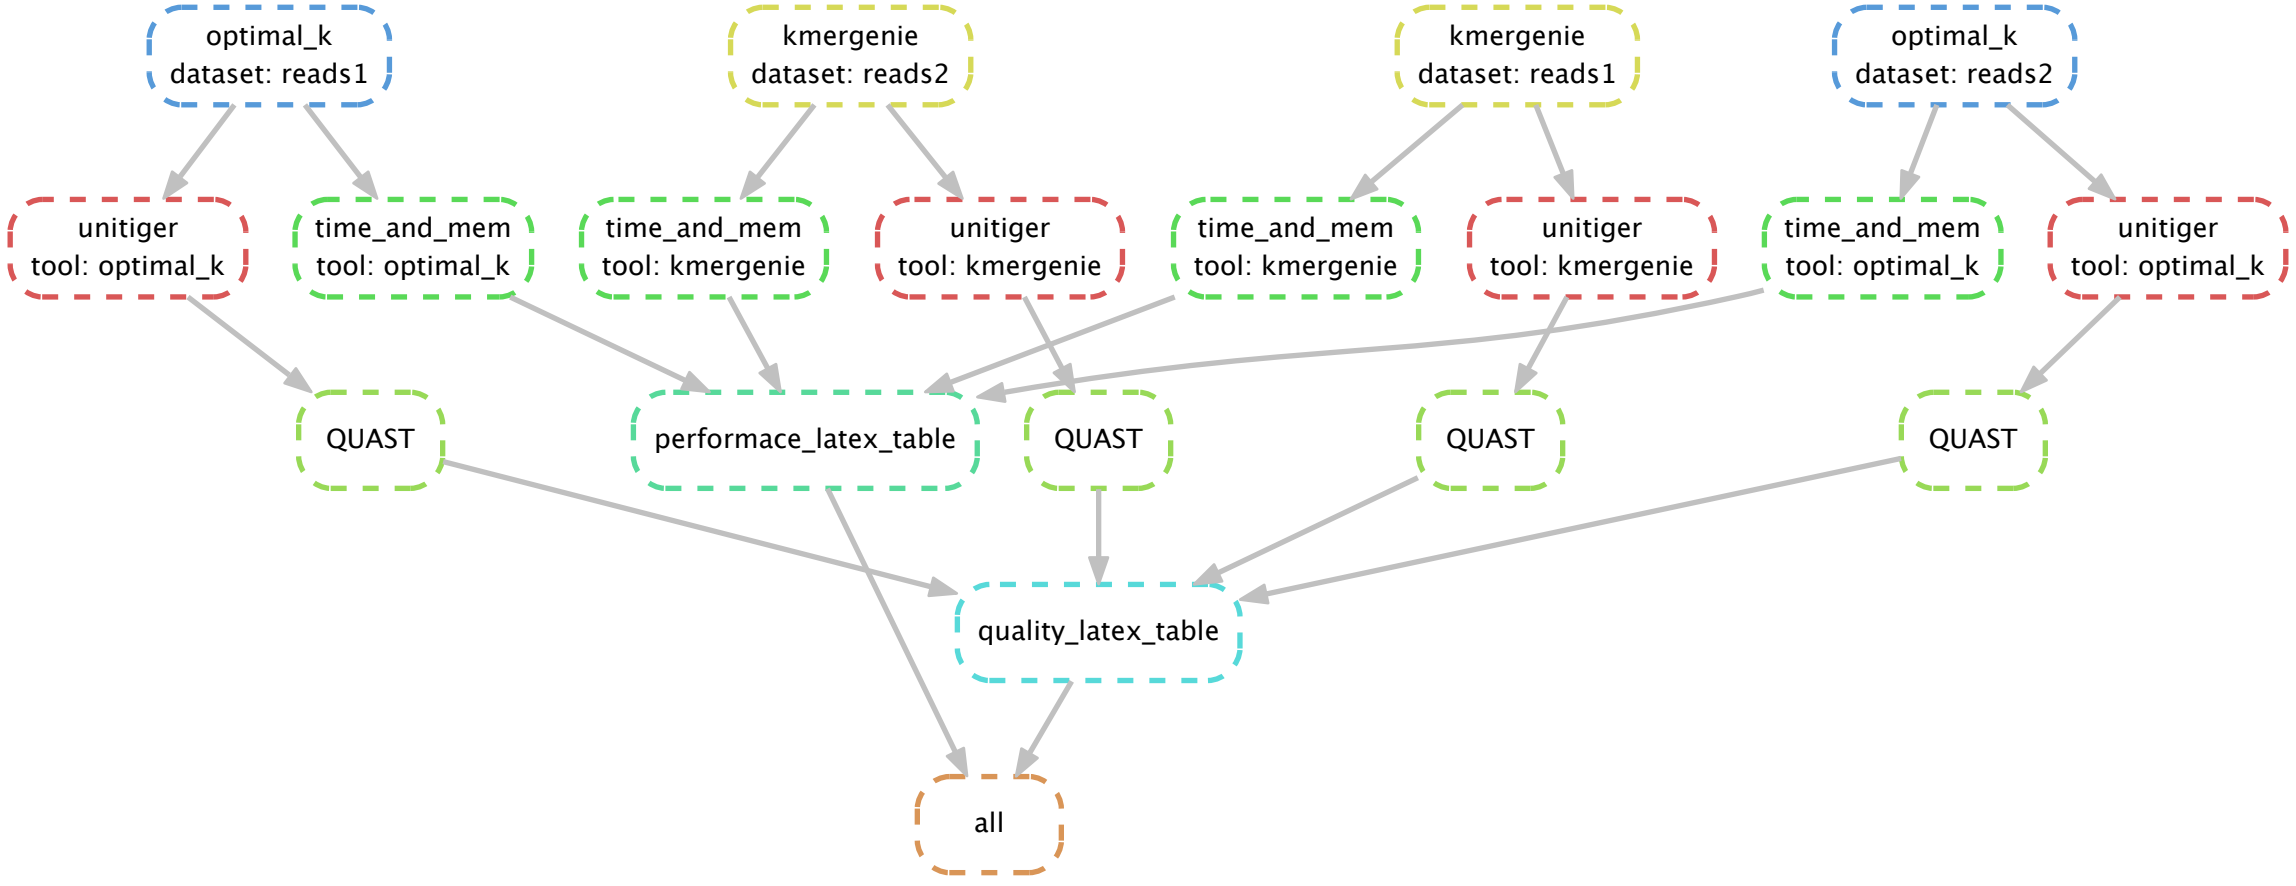 optimal_k
dataset: reads1
kmergenie
dataset: reads2
kmergenie
dataset: reads1
optimal_k
dataset: reads2
unitiger
tool: optimal_k
time_and_mem
tool: optimal_k
time_and_mem
tool: kmergenie
unitiger
tool: kmergenie
time_and_mem
tool: kmergenie
unitiger
tool: kmergenie
time_and_mem
tool: optimal_k
unitiger
tool: optimal_k
QUAST
performace_latex_table
QUAST
QUAST
QUAST
quality_latex_table
all